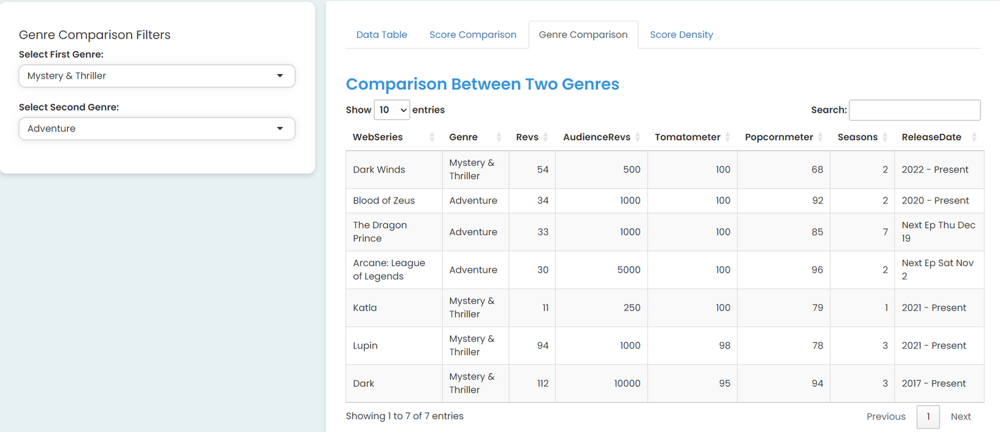 Genre Comparison Filters
Select First Genre:
Mystery & Thriller
Select Second Genre:
Adventure
Data Table Score Comparison Genre Comparison Score Density
Comparison Between Two Genres
Show 10 entries Search:
WebSeries Genre Revs AudienceRevs Tomatometer Popcornmeter Seasons ReleaseDate
Dark Winds Mystery & Thriller 54 500 100 68 2 2022 - Present
Blood of Zeus Adventure 34 1000 100 92 2 2020 - Present
The Dragon Prince Adventure 33 1000 100 85 7 Next Ep Thu Dec 19
Arcane: League of Legends Adventure 30 5000 100 96 2 Next Ep Sat Nov 2
Katla Mystery & Thriller 11 250 100 79 1 2021 - Present
Lupin Mystery & Thriller 94 1000 98 78 3 2021 - Present
Dark Mystery & Thriller 112 10000 95 94 3 2017 - Present
Showing 1 to 7 of 7 entries Previous 1 Next